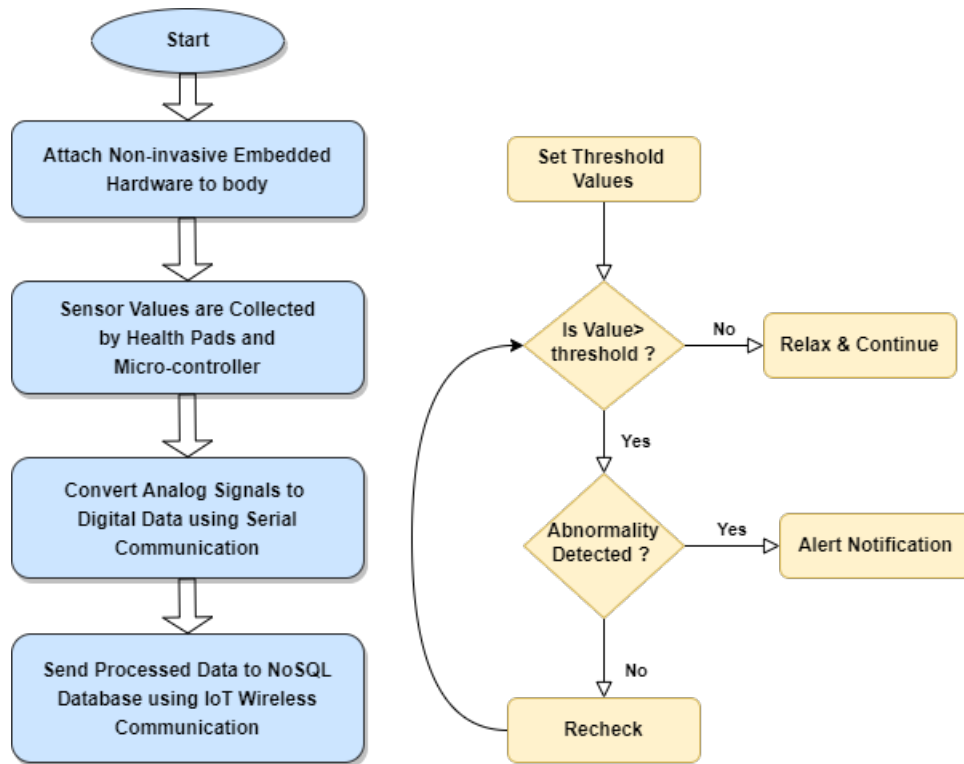 Start
Attach Non-invasive Embedded
Hardware to body
Sensor Values are Collected
by Health Pads and
Micro-controller
Convert Analog Signals to
Digital Data using Serial
Communication
Send Processed Data to NoSQL
Database using IoT Wireless
Communication
Set Threshold
Values
Is Value>
threshold ?
No
Relax & Continue
Yes
Abnormality
Detected ?
Yes
Alert Notification
No
Recheck